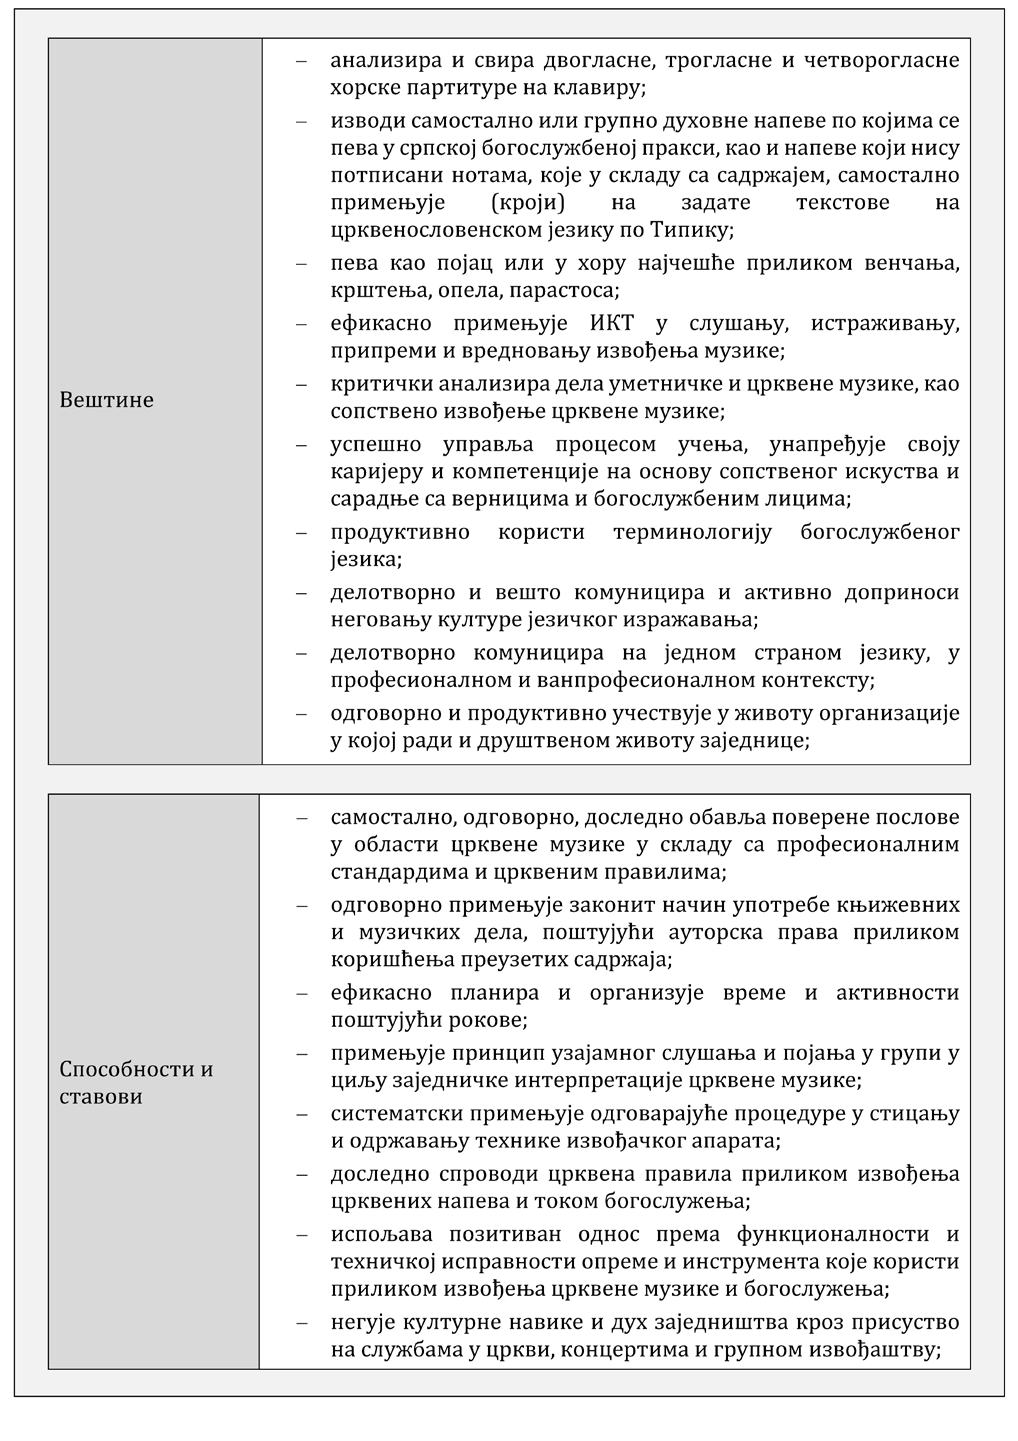 Вештине
– анализира и свира двогласне, трогласне и четворогласне
хорске партитуре на клавиру;
– изводи самостално или групно духовне напеве по којима се
пева у српској богослужбеној пракси, као и напеве који нису
потписани нотама, које у складу са садржајем, самостално
примењује (кроји) на задате текстове на
црквенословенском језику по Типику;
– пева као појац или у хору најчешће приликом венчања,
крштења, опела, парастоса;
– ефикасно примењује ИКТ у слушању, истраживању,
припреми и вредновању извођења музике;
– критички анализира дела уметничке и црквене музике, као
сопствено извођење црквене музике;
– успешно управља процесом учења, унапређује своју
каријеру и компетенције на основу сопственог искуства и
сарадње са верницима и богослужбеним лицима;
– продуктивно користи терминологију богослужбеног
језика;
– делотворно и вешто комуницира и активно доприноси
неговању културе језичког изражавања;
– делотворно комуницира на једном страном језику, у
професионалном и ванпрофесионалном контексту;
– одговорно и продуктивно учествује у животу организације
у којој ради и друштвеном животу заједнице;
Способности и
ставови
– самостално, одговорно, доследно обавља поверене послове
у области црквене музике у складу са професионалним
стандардима и црквеним правилима;
– одговорно примењује законит начин употребе књижевних
и музичких дела, поштујући ауторска права приликом
коришћења преузетих садржаја;
– ефикасно планира и организује време и активности
поштујући рокове;
– примењује принцип узајамног слушања и појања у групи у
циљу заједничке интерпретације црквене музике;
– систематски примењује одговарајуће процедуре у стицању
и одржавању технике извођачког апарата;
– доследно спроводи црквена правила приликом извођења
црквених напева и током богослужења;
– испољава позитиван однос према функционалности и
техничкој исправности опреме и инструмента које користи
приликом извођења црквене музике и богослужења;
– негује културне навике и дух заједништва кроз присуство
на службама у цркви, концертима и групном извођаштву;